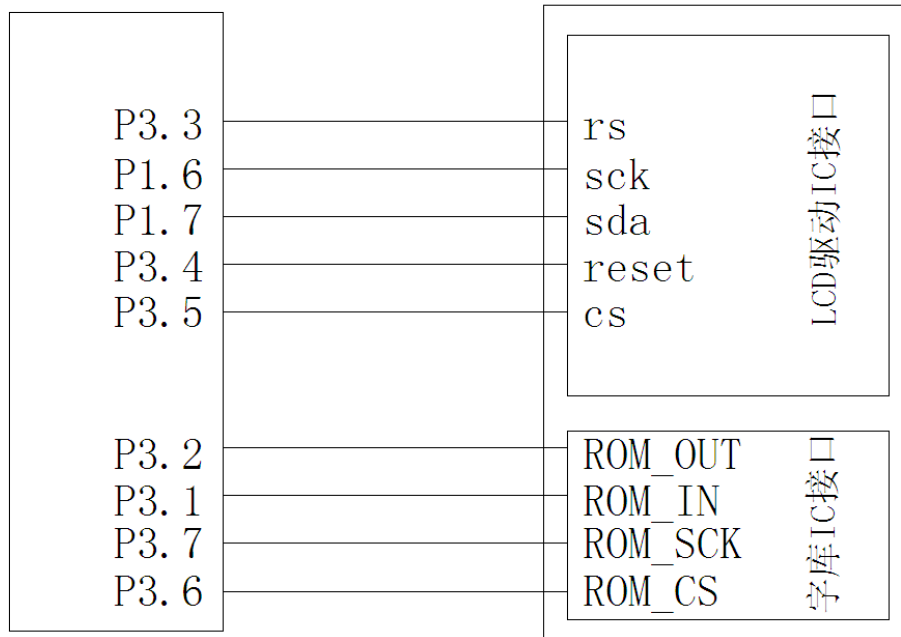 P3.3
P1.6
P1.7
P3.4
P3.5
P3.2
P3.1
P3.7
P3.6
rs
sck
sda
reset
cs
LCD驱动IC接口
ROM_OUT
ROM_IN
ROM_SCK
ROM_CS
字库IC接口